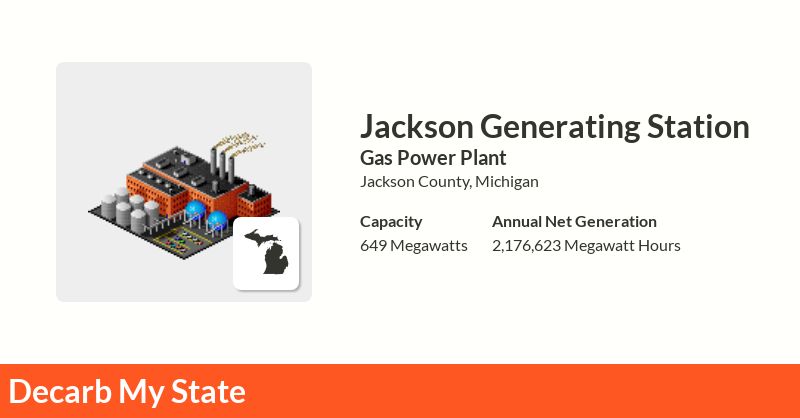 Jackson Generating Station
Gas Power Plant
Jackson County, Michigan
Capacity
649 Megawatts
Annual Net Generation
2,176,623 Megawatt Hours
Decarb My State